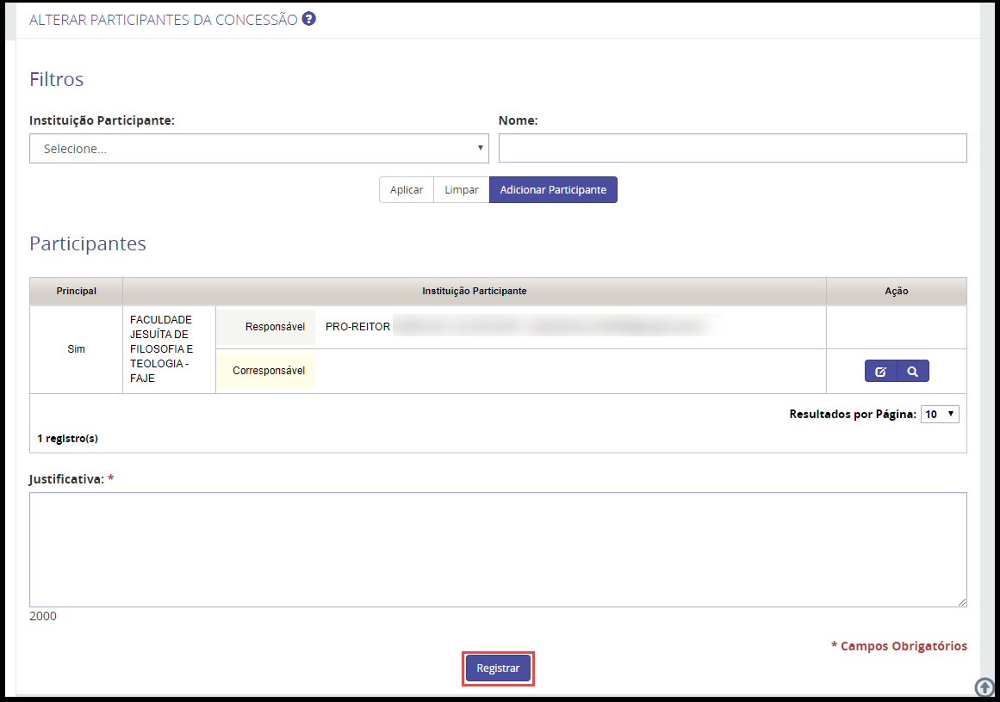 ALTERAR PARTICIPANTES DA CONCESSÃO ?
Filtros
Instituição Participante:
Nome:
Selecione...
Aplicar
Limpar
Adicionar Participante
Participantes
Principal
Instituição Participante
Ação
Sim
FACULDADE
JESUÍTA DE
FILOSOFIA E
TEOLOGIA -
FAJE
Responsável
PRO-REITOR
Corresponsável
Resultados por Página: 10
1 registro(s)
Justificativa: *
2000
* Campos Obrigatórios
Registrar